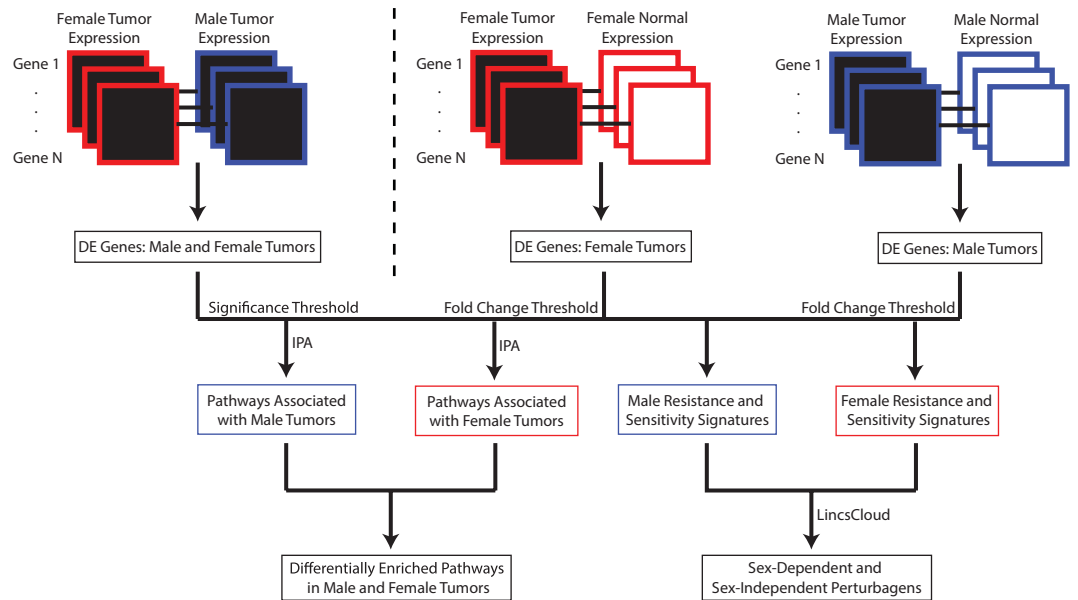 Female Tumor
Expression
Male Tumor
Expression
Gene 1
.
.
.
Gene N
Female Tumor
Expression
Female Normal
Expression
Gene 1
.
.
.
Gene N
Male Tumor
Expression
Male Normal
Expression
Gene 1
.
.
.
Gene N
DE Genes: Male and Female Tumors
DE Genes: Female Tumors
DE Genes: Male Tumors
Significance Threshold
Fold Change Threshold
Fold Change Threshold
IPA
IPA
Pathways Associated
with Male Tumors
Pathways Associated
with Female Tumors
Male Resistance and
Sensitivity Signatures
Female Resistance and
Sensitivity Signatures
LincsCloud
Differentially Enriched Pathways
in Male and Female Tumors
Sex-Dependent and
Sex-Independent Perturbagens